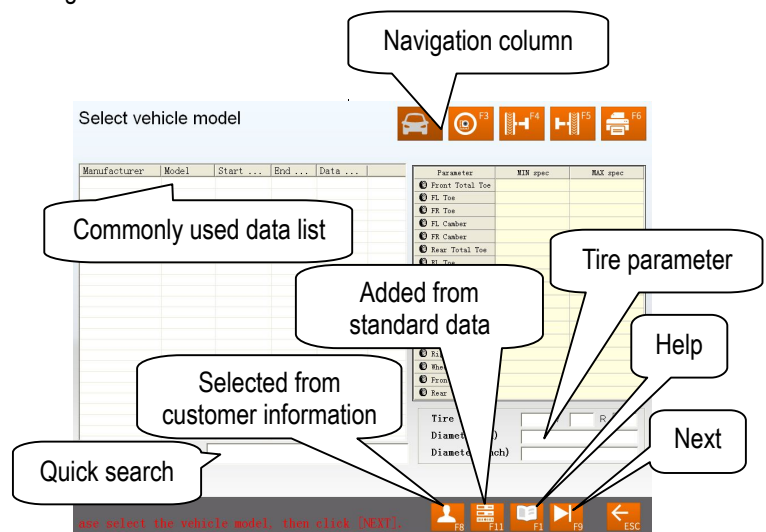 Navigation column
Select vehicle model
F3
F4
F5
F6
Manufacturer Model Start ... End ... Data ...
Parameter MIN spec MAX spec
Front Total Toe
FL Toe
FR Toe
FL Camber
FR Camber
Rear Total Toe
Commonly used data list
Tire parameter
Added from
standard data
Help
Selected from
customer information
Front
Rear
Tire
R
Next
Quick search
ase select the vehicle model, then click [NEXT].
F8
F11
F1
F9
ESC